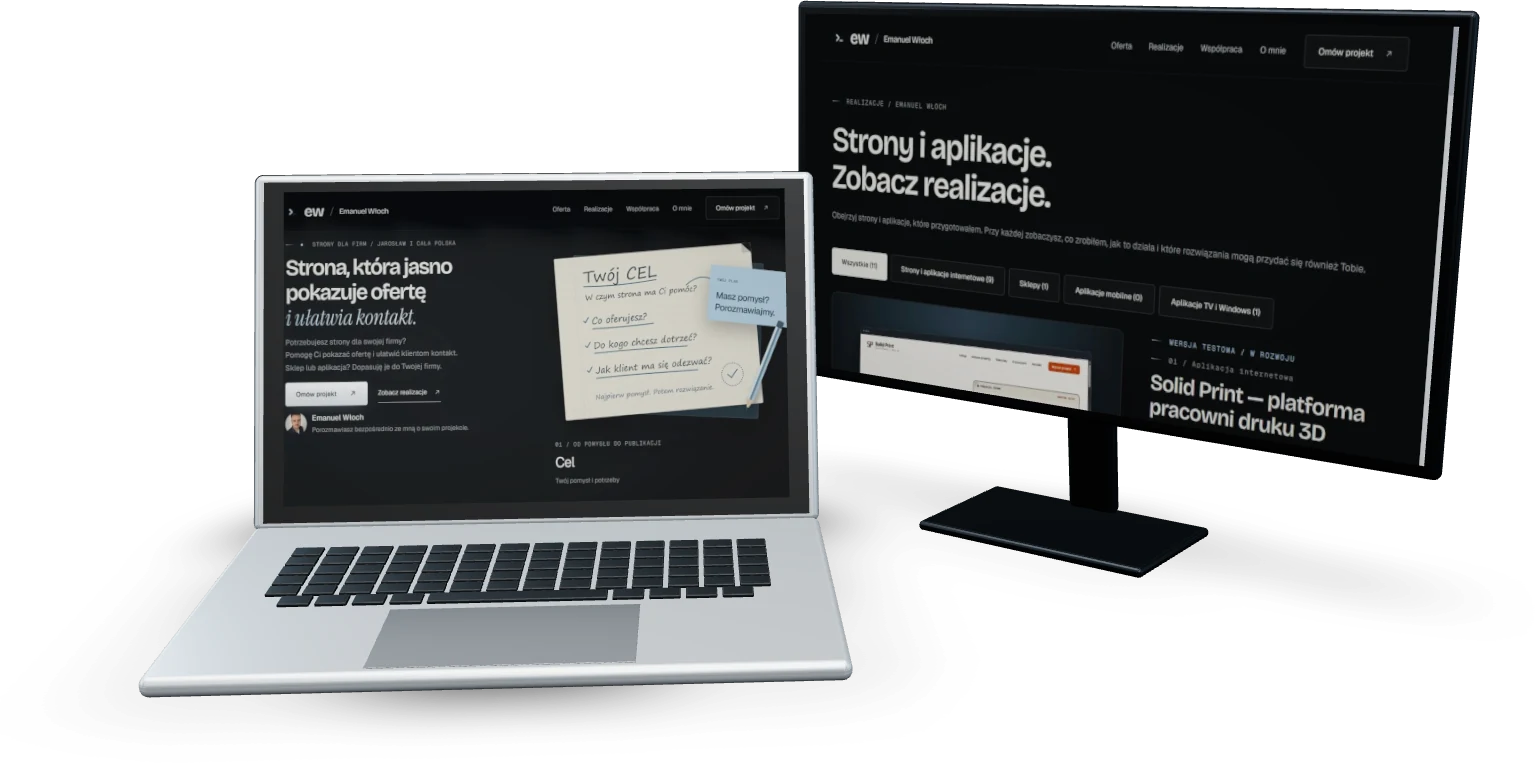 ew / Emanuel Włoch
Oferta Realizacje Współpraca O mnie Omów projekt ↗
STRONY DLA FIRM / JAROSŁAW I CAŁA POLSKA
Strona, która jasno
pokazuje ofertę
i ułatwia kontakt.
Potrzebujesz strony dla swojej firmy?
Pomogę Ci pokazać ofertę i ułatwić klientom kontakt.
Sklep lub aplikacja? Dopasuję je do Twojej firmy.
Omów projekt ↗ Zobacz realizacje ↗
Emanuel Włoch
Porozmawiasz bezpośrednio ze mną o swoim projekcie.
Twój CEL
W czym strona ma Ci pomóc?
✓ Co oferujesz?
✓ Do kogo chcesz dotrzeć?
✓ Jak klient ma się odezwać?
Najpierw pomysł. Potem rozwiązanie.
Masz pomysł?
Porozmawiajmy.
01 / OD POMYSŁU DO PUBLIKACJI
Cel
Twój pomysł i potrzeby
ew / Emanuel Włoch
Oferta Realizacje Współpraca O mnie Omów projekt ↗
REALIZACJE / EMANUEL WŁOCH
Strony i aplikacje.
Zobacz realizacje.
Obejrzyj strony i aplikacje, które przygotowałem. Przy każdej zobaczysz, co zrobiłem, jak to działa i które rozwiązania mogą przydać się również Tobie.
Wszystkie (11) Strony i aplikacje internetowe (9) Sklepy (1) Aplikacje mobilne (0) Aplikacje TV i Windows (1)
Solid Print
WERSJA TESTOWA / W ROZWOJU
01 / Aplikacja internetowa
Solid Print — platforma
pracowni druku 3D